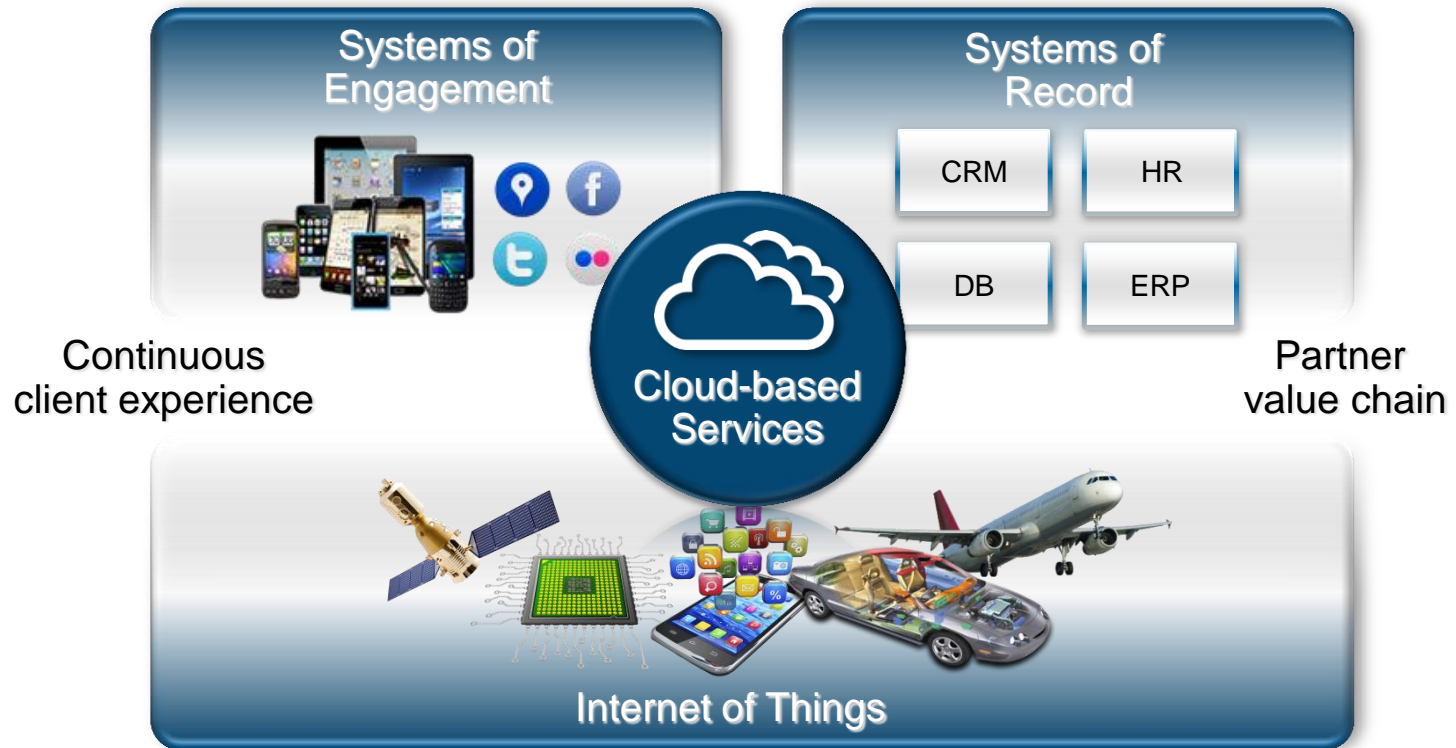 Systems of
Engagement
Systems of
Record
CRM
HR
DB
ERP
Continuous
client experience
Cloud-based
Services
Partner
value chain
Internet of Things